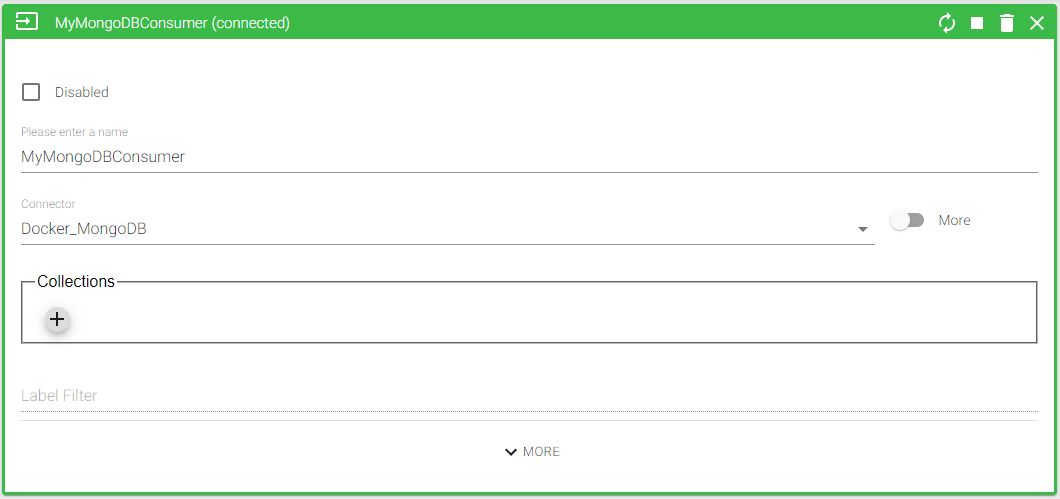 MyMongoDBConsumer (connected)
Disabled
Please enter a name
MyMongoDBConsumer
Connector
Docker_MongoDB
More
Collections
Label Filter
MORE